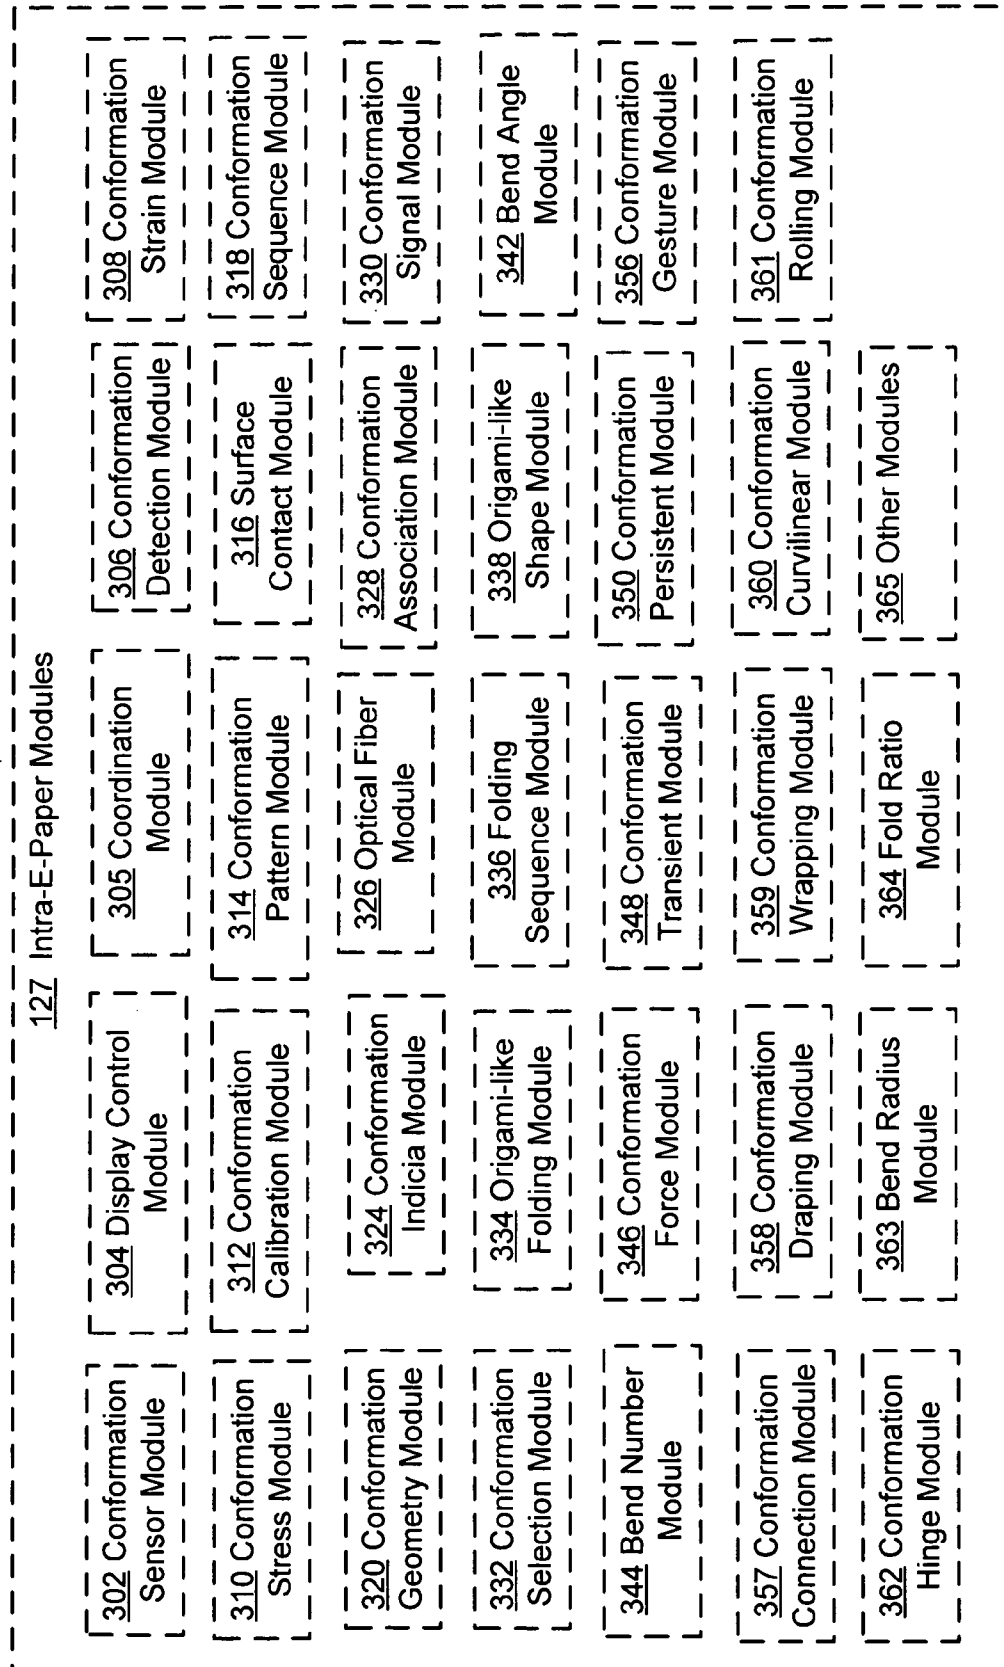 127 Intra-E-Paper Modules
302 Conformation
Sensor Module
304 Display Control
Module
305 Coordination
Module
306 Conformation
Detection Module
308 Conformation
Strain Module
310 Conformation
Stress Module
312 Conformation
Calibration Module
314 Conformation
Pattern Module
316 Surface
Contact Module
318 Conformation
Sequence Module
320 Conformation
Geometry Module
324 Conformation
Indicia Module
326 Optical Fiber
Module
328 Conformation
Association Module
330 Conformation
Signal Module
332 Conformation
Selection Module
334 Origami-like
Folding Module
336 Folding
Sequence Module
338 Origami-like
Shape Module
342 Bend Angle
Module
344 Bend Number
Module
346 Conformation
Force Module
348 Conformation
Transient Module
350 Conformation
Persistent Module
356 Conformation
Gesture Module
357 Conformation
Connection Module
358 Conformation
Draping Module
359 Conformation
Wrapping Module
360 Conformation
Curvilinear Module
361 Conformation
Rolling Module
362 Conformation
Hinge Module
363 Bend Radius
Module
364 Fold Ratio
Module
365 Other Modules